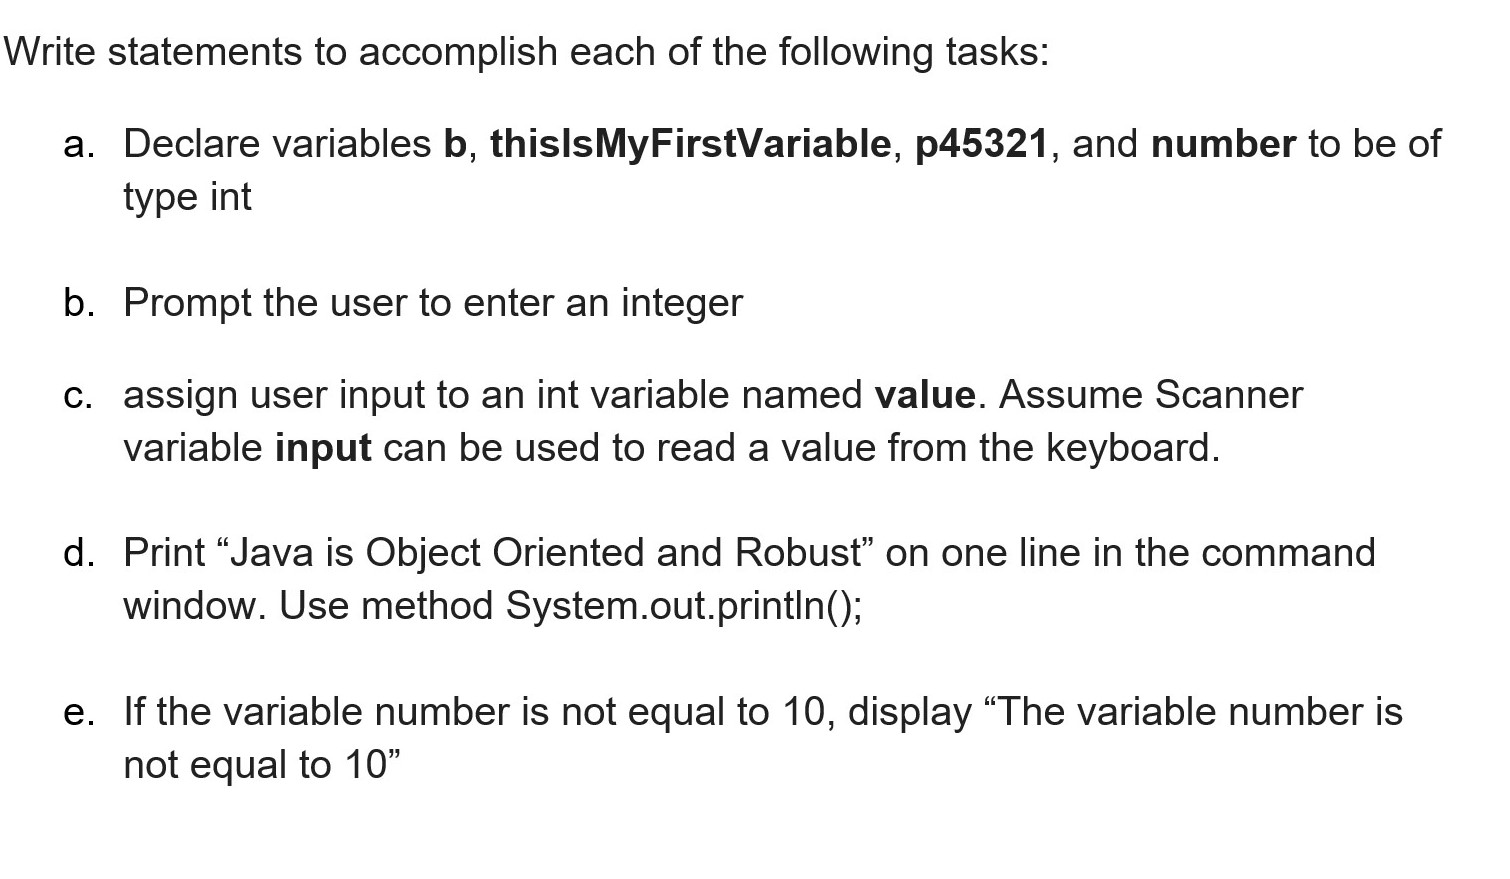 Write statements to accomplish each of the following tasks:
a. Declare variables b, thisIsMyFirstVariable, p45321, and number to be of
type int
b. Prompt the user to enter an integer
c. assign user input to an int variable named value. Assume Scanner
variable input can be used to read a value from the keyboard.
d. Print “Java is Object Oriented and Robust” on one line in the command
window. Use method System.out.println();
e. If the variable number is not equal to 10, display “The variable number is
not equal to 10”